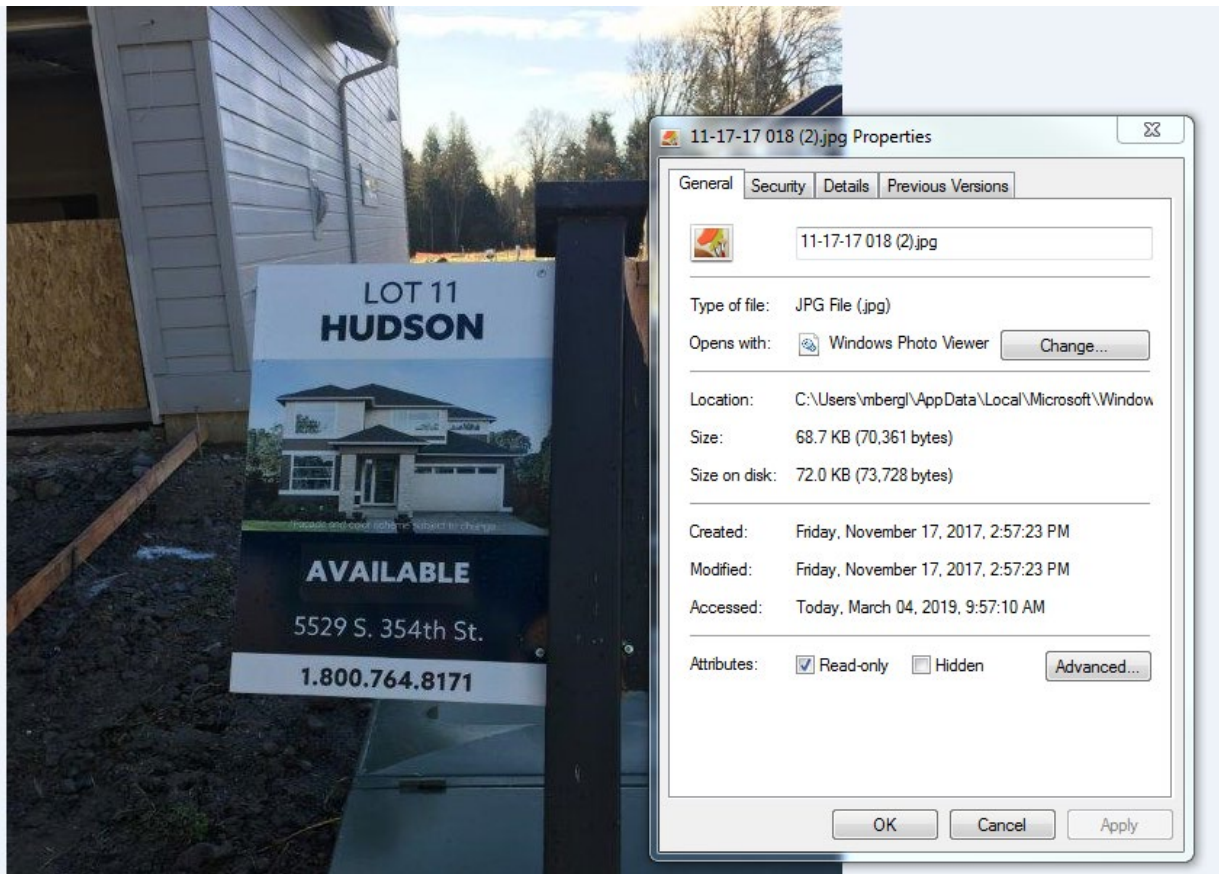 LOT 11
HUDSON
*Facade and color scheme subject to change.
AVAILABLE
5529 S. 354th St.
1.800.764.8171
11-17-17 018 (2).jpg Properties
General Security Details Previous Versions
11-17-17 018 (2).jpg
Type of file: JPG File (.jpg)
Opens with: Windows Photo Viewer Change...
Location: C:\Users\mbergl\AppData\Local\Microsoft\Window
Size: 68.7 KB (70,361 bytes)
Size on disk: 72.0 KB (73,728 bytes)
Created: Friday, November 17, 2017, 2:57:23 PM
Modified: Friday, November 17, 2017, 2:57:23 PM
Accessed: Today, March 04, 2019, 9:57:10 AM
Attributes: Read-only Hidden Advanced...
OK Cancel Apply